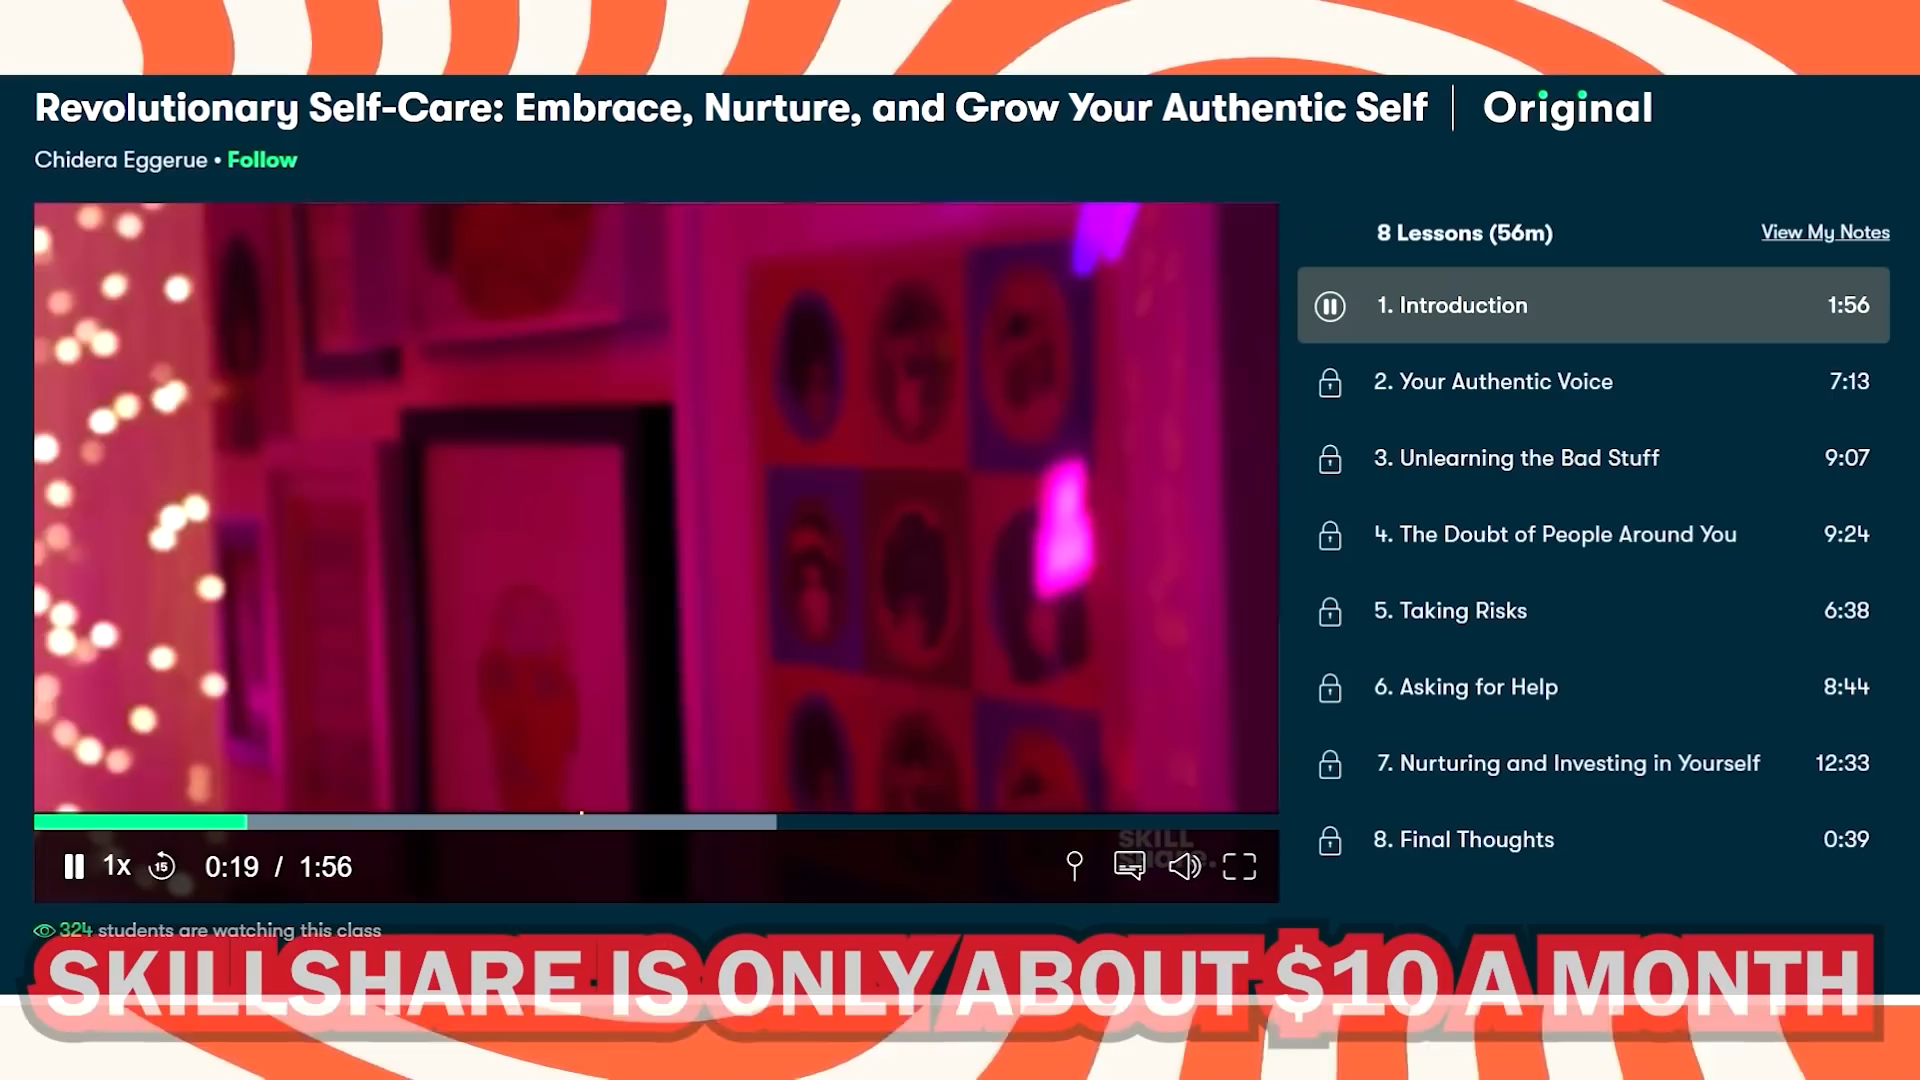 Revolutionary Self-Care: Embrace, Nurture, and Grow Your Authentic Self | Original
Chidera Eggerue • Follow
8 Lessons (56m)
View My Notes
1. Introduction 1:56
2. Your Authentic Voice 7:13
3. Unlearning the Bad Stuff 9:07
4. The Doubt of People Around You 9:24
5. Taking Risks 6:38
6. Asking for Help 8:44
7. Nurturing and Investing in Yourself 12:33
8. Final Thoughts 0:39
SKILL
SHare.
1x 15 0:19 / 1:56
324 students are watching this class
SKILLSHARE IS ONLY ABOUT $10 A MONTH